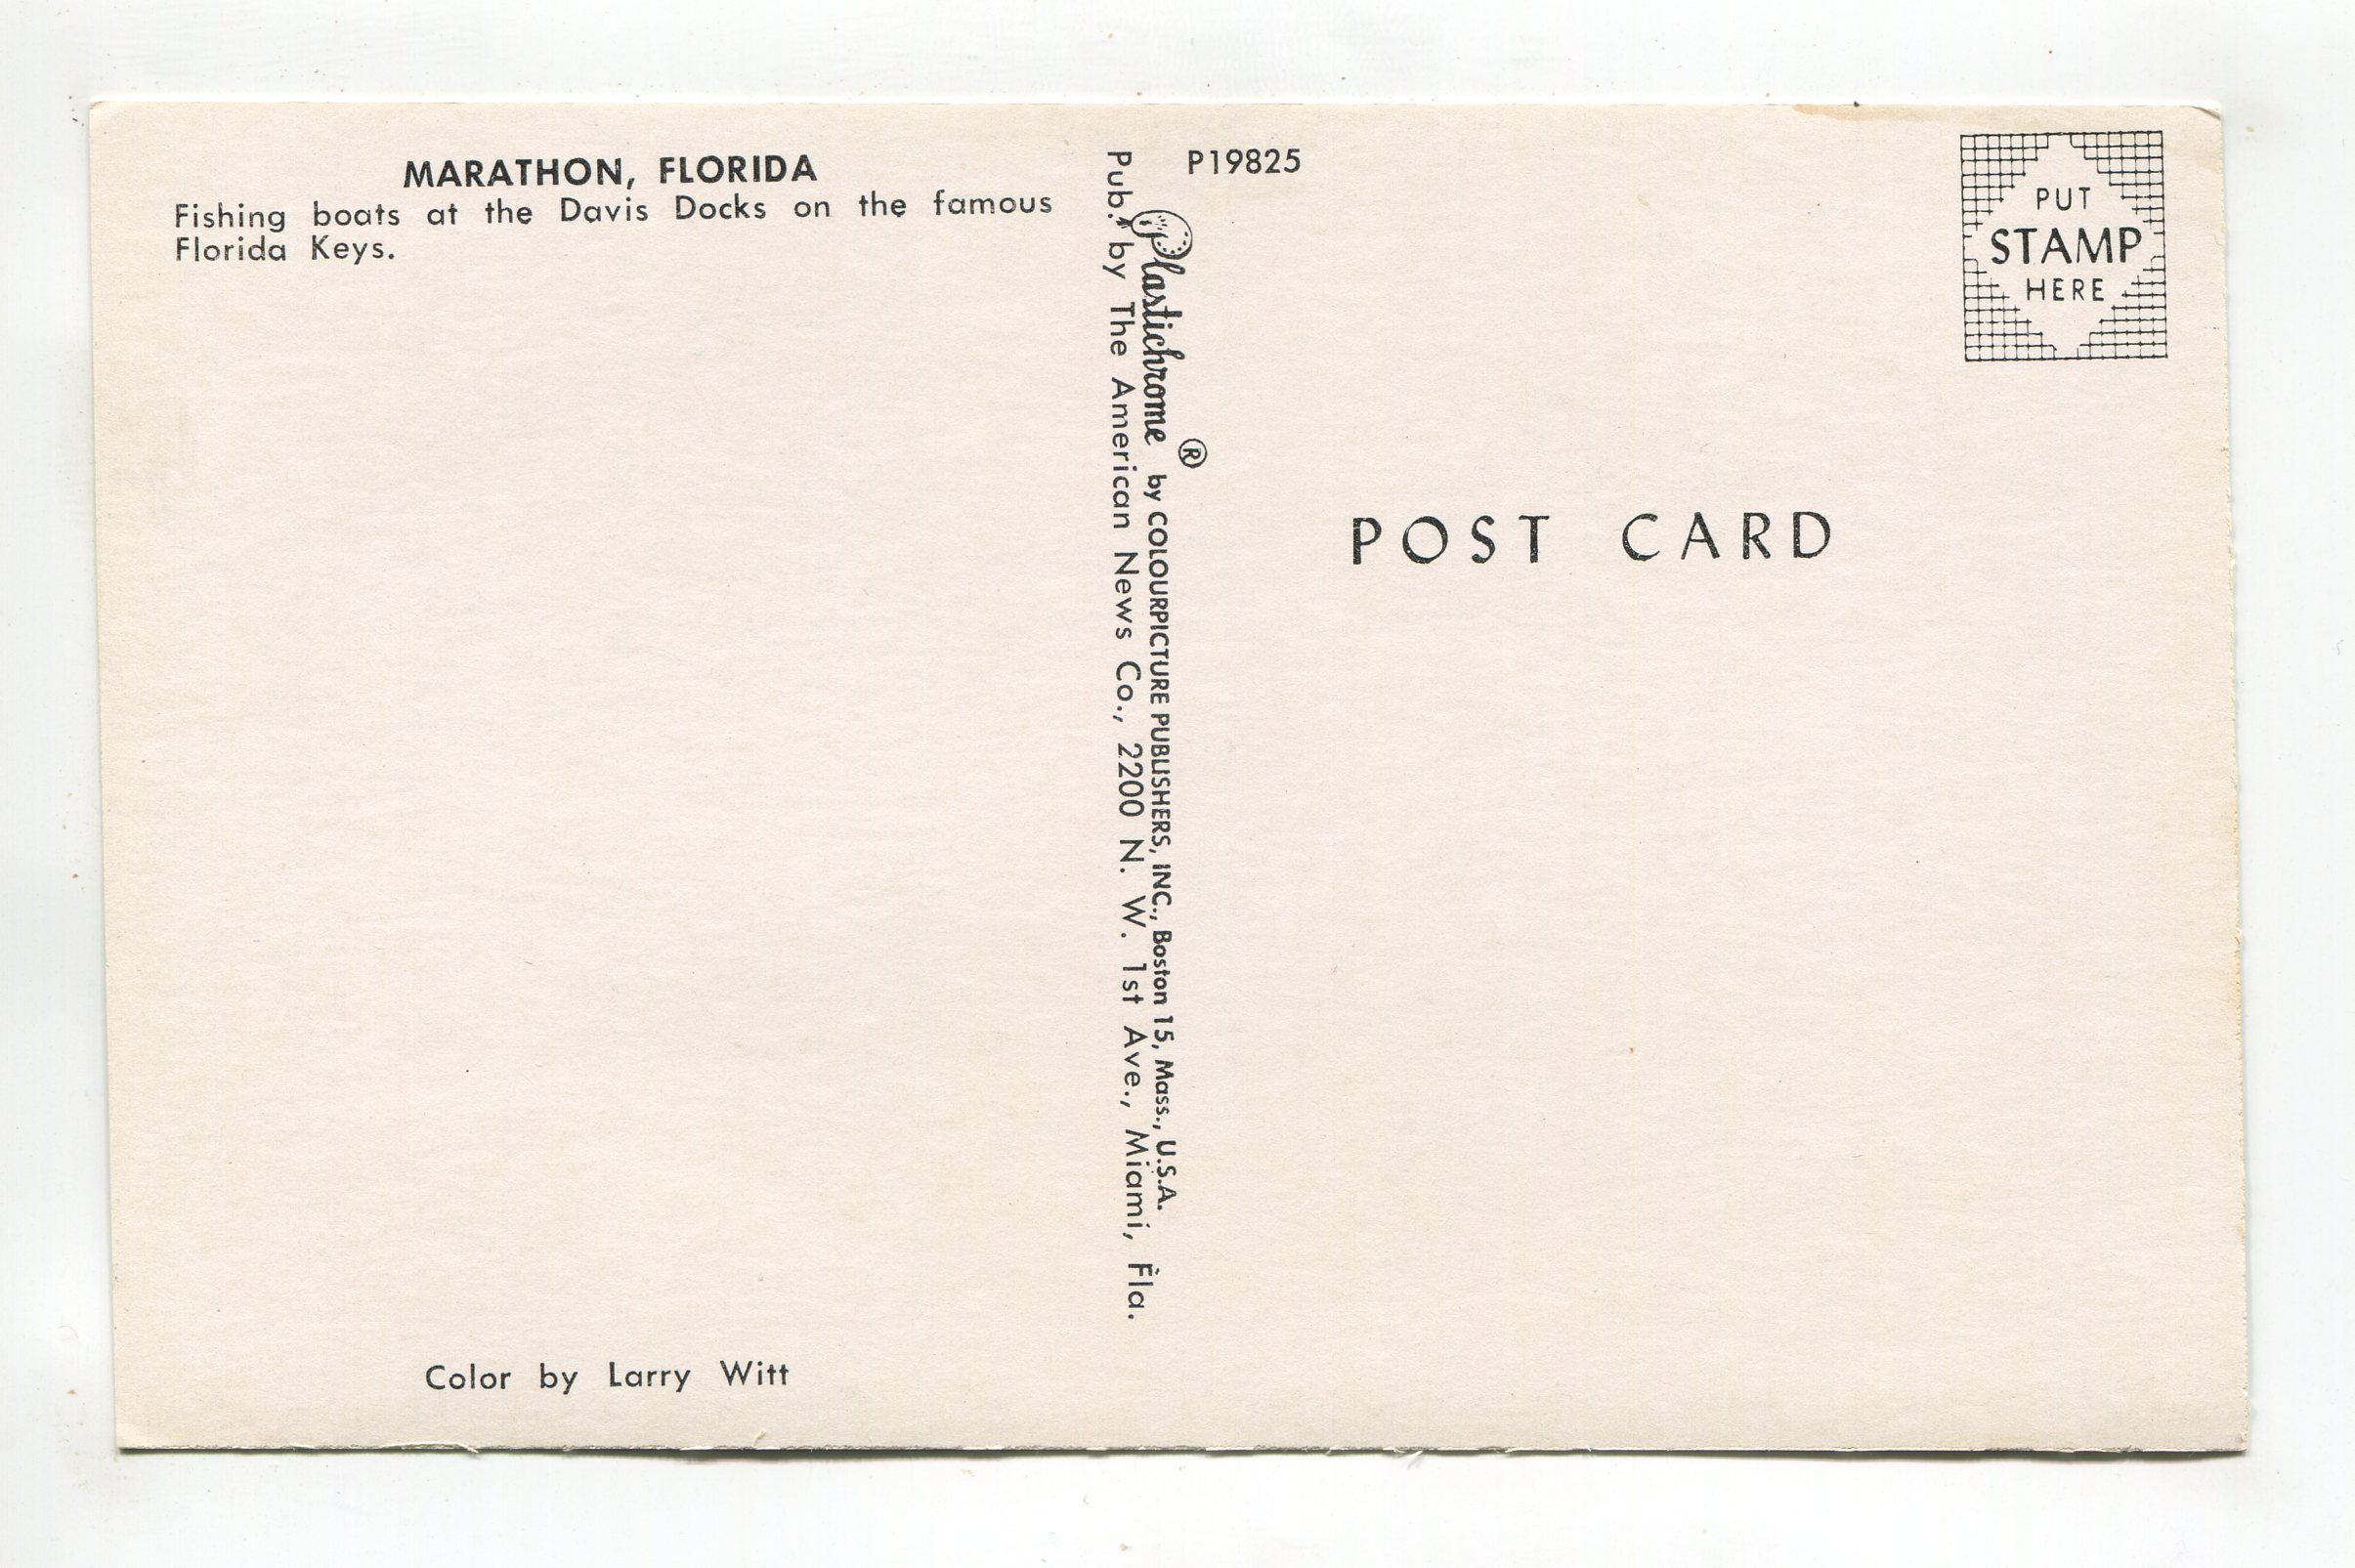 MARATHON, FLORIDA
Fishing boats at the Davis Docks on the famous
Florida Keys.
Color by Larry Witt
Pub. by The American News Co., 2200 N. W. 1st Ave., Miami, Fla.
Plastichrome ® by COLOURPICTURE PUBLISHERS, INC., Boston 15, Mass., U.S.A.
P19825
PUT
STAMP
HERE
POST CARD